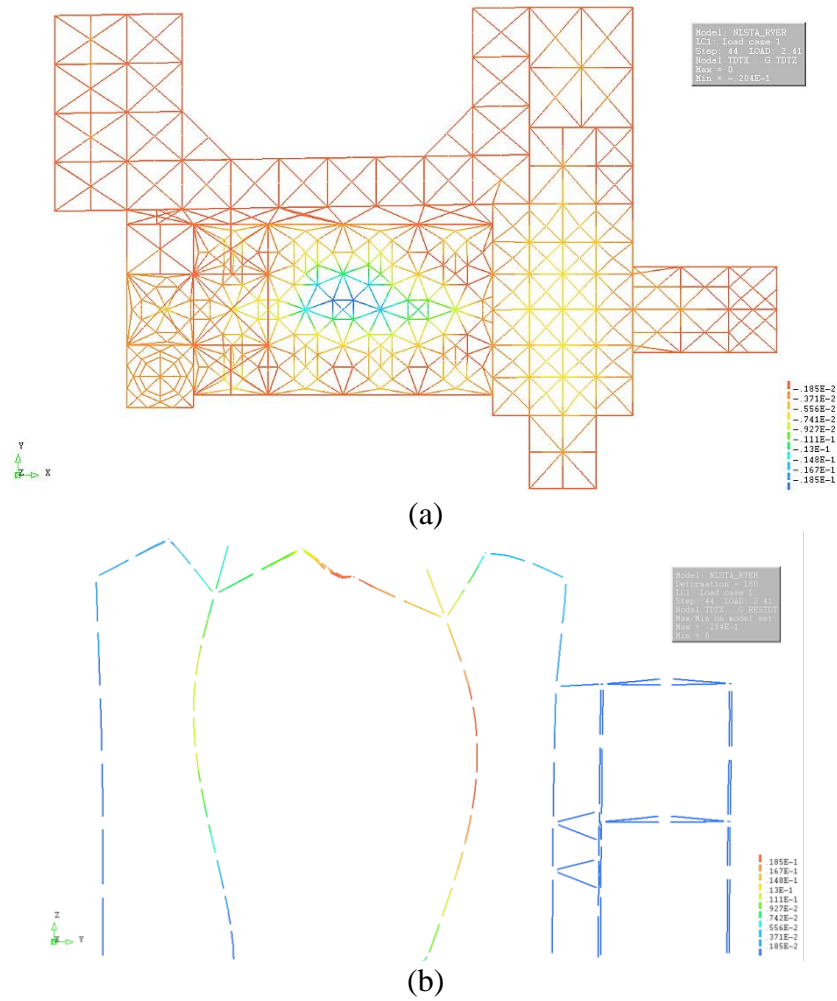 Model: NLSTA_RVER
LC1: Load case 1
Step: 44 LOAD: 2.41
Nodal TDTX G TDTZ
Max = 0
Min = -.204E-1
-.185E-2
-.371E-2
-.556E-2
-.741E-2
-.927E-2
-.111E-1
-.13E-1
-.148E-1
-.167E-1
-.185E-1
Y
Z X
(a)
Model: NLSTA_RVER
Deformation = 180
LC1: Load case 1
Step: 44 LOAD: 2.41
Nodal TDTX G RESTDT
Max/Min on model set
Max = .204E-1
Min = 0
.185E-1
.167E-1
.148E-1
.13E-1
.111E-1
.927E-2
.742E-2
.556E-2
.371E-2
.185E-2
Z
X Y
(b)